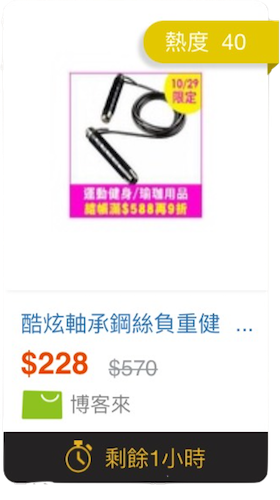 熱度 40
10/29
限定
運動健身/瑜珈用品
結帳滿$588再9折
酷炫軸承鋼絲負重健 ...
$228 $570
博客來
剩餘1小時